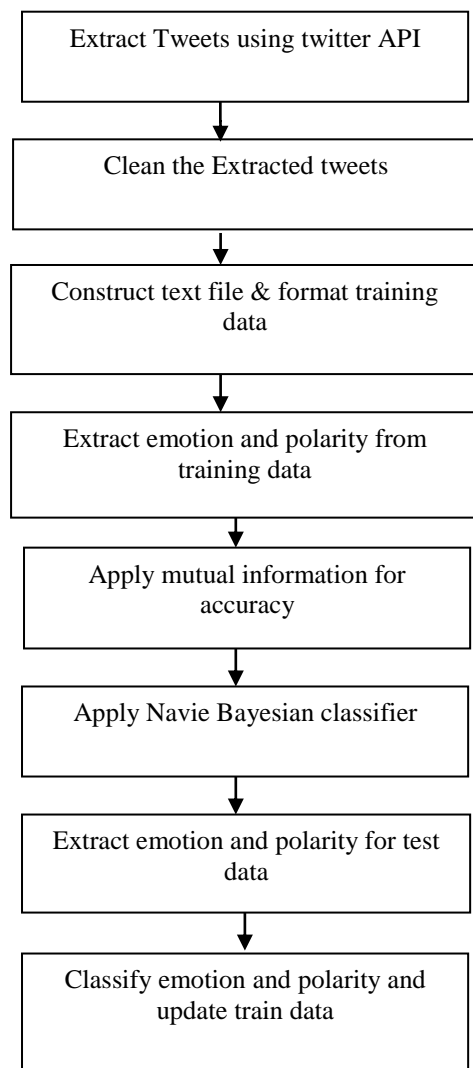 Extract Tweets using twitter API
Clean the Extracted tweets
Construct text file & format training
data
Extract emotion and polarity from
training data
Apply mutual information for
accuracy
Apply Navie Bayesian classifier
Extract emotion and polarity for test
data
Classify emotion and polarity and
update train data